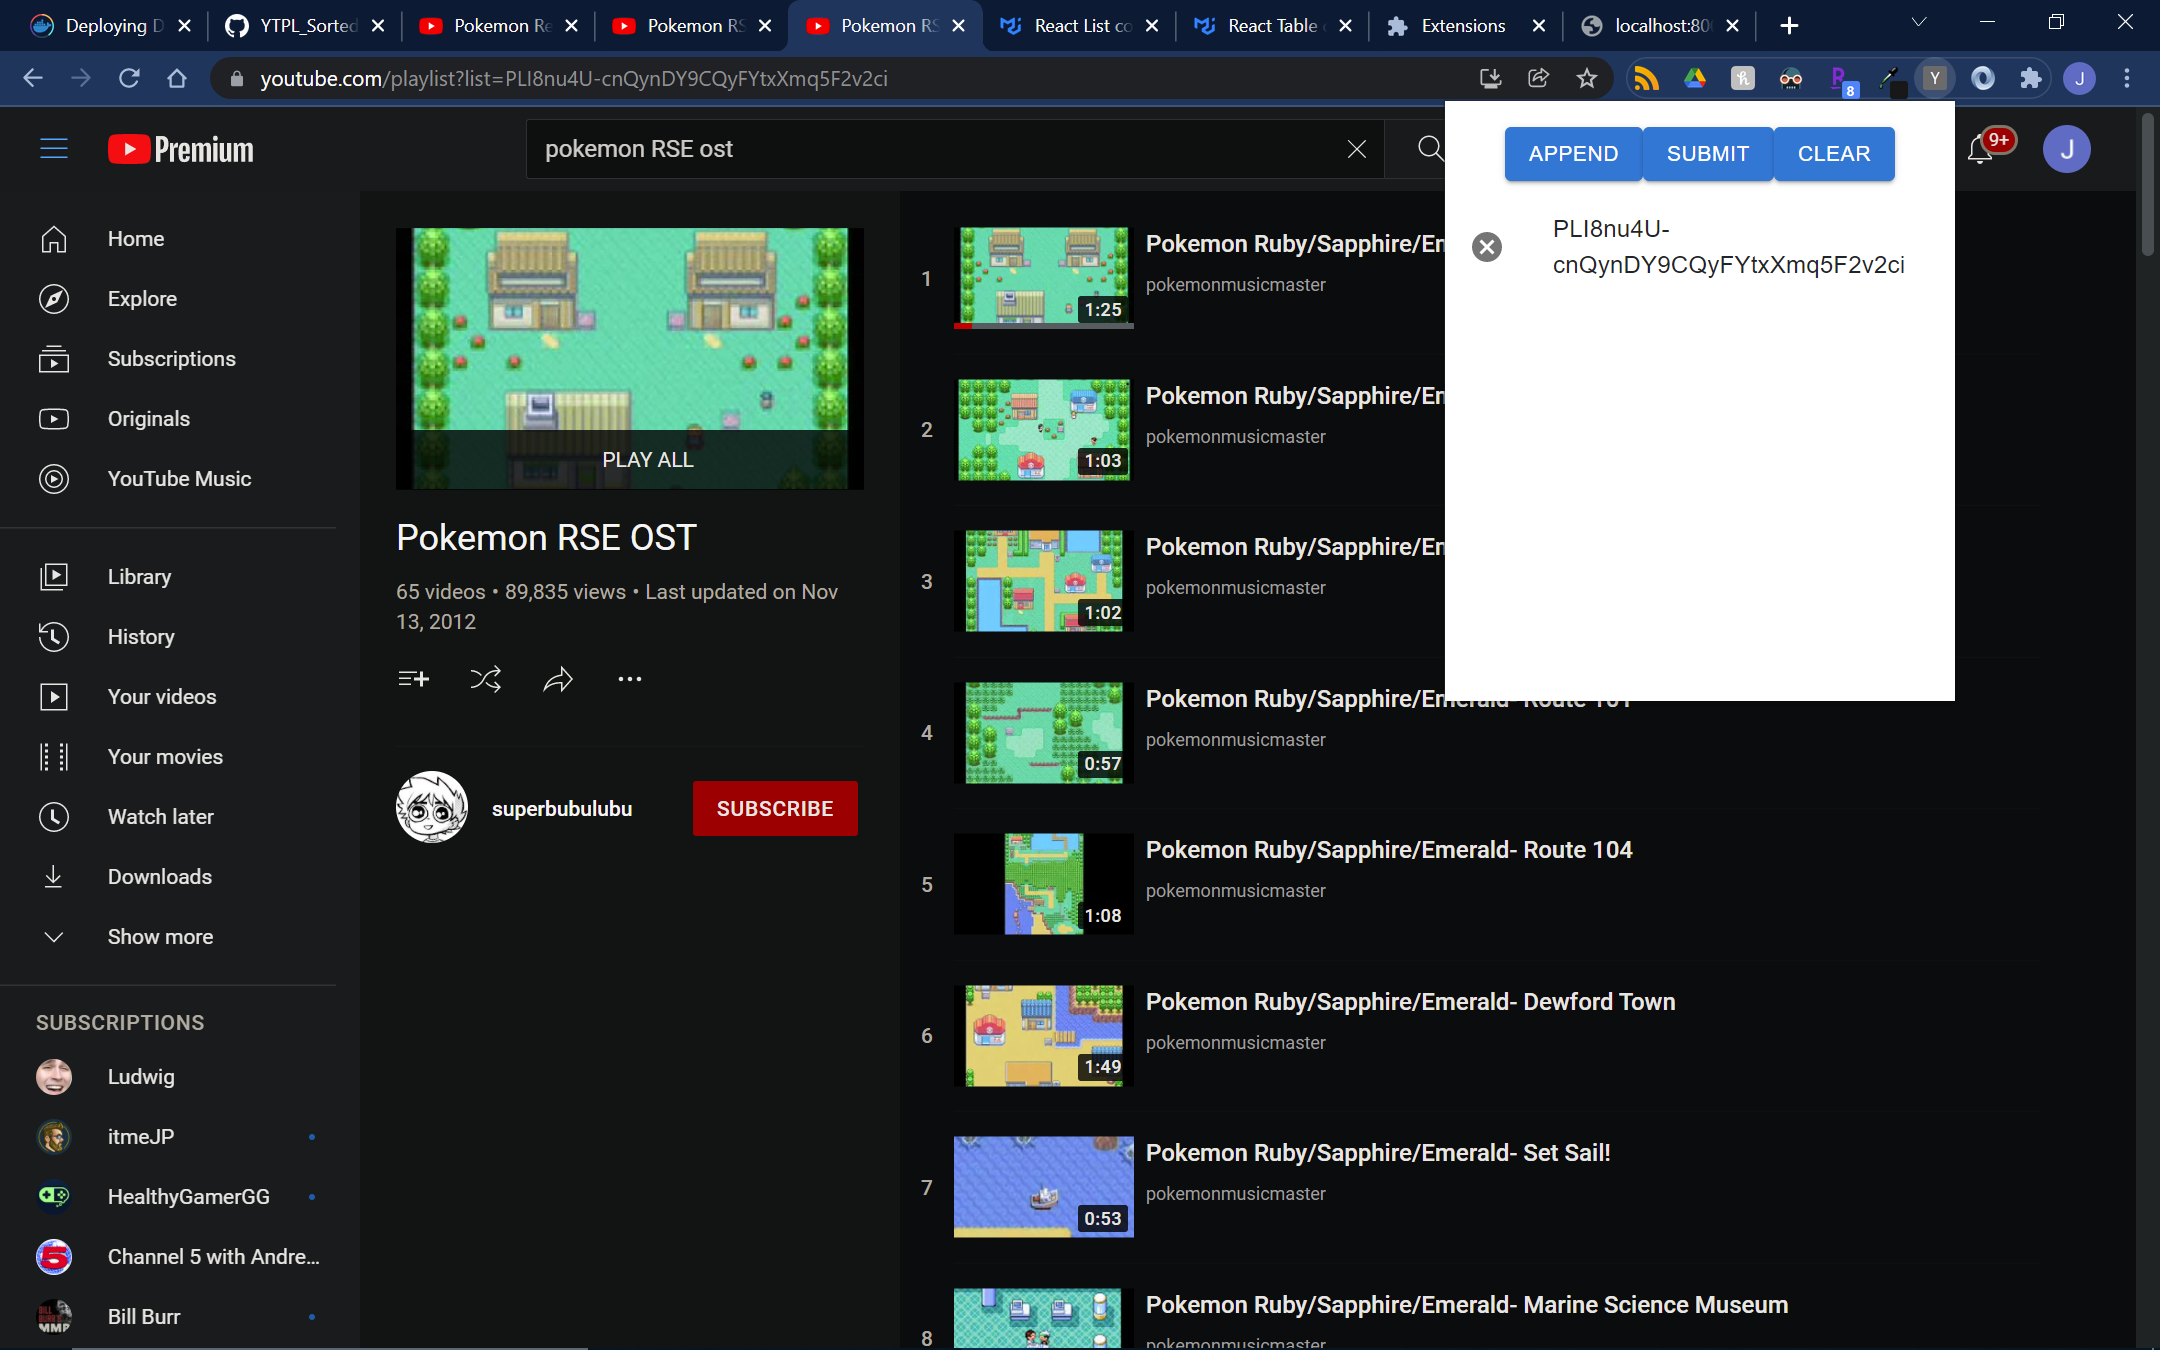 Deploying D
YTPL_Sorted
Pokemon Re
Pokemon RS
Pokemon RS
React List co
React Table
Extensions
localhost:80
youtube.com/playlist?list=PLI8nu4U-cnQynDY9CQyFYtxXmq5F2v2ci
8
Y
J
Premium
pokemon RSE ost
9+
J
APPEND
SUBMIT
CLEAR
PLI8nu4U-
cnQynDY9CQyFYtxXmq5F2v2ci
Home
Explore
Subscriptions
Originals
YouTube Music
Library
History
Your videos
Your movies
Watch later
Downloads
Show more
SUBSCRIPTIONS
Ludwig
itmeJP
HealthyGamerGG
Channel 5 with Andre...
Bill Burr
PLAY ALL
Pokemon RSE OST
65 videos • 89,835 views • Last updated on Nov
13, 2012
superbubulubu
SUBSCRIBE
1
1:25
Pokemon Ruby/Sapphire/Em
pokemonmusicmaster
2
1:03
Pokemon Ruby/Sapphire/Em
pokemonmusicmaster
3
1:02
Pokemon Ruby/Sapphire/Em
pokemonmusicmaster
4
0:57
Pokemon Ruby/Sapphire/Emerald- Route 101
pokemonmusicmaster
5
1:08
Pokemon Ruby/Sapphire/Emerald- Route 104
pokemonmusicmaster
6
1:49
Pokemon Ruby/Sapphire/Emerald- Dewford Town
pokemonmusicmaster
7
0:53
Pokemon Ruby/Sapphire/Emerald- Set Sail!
pokemonmusicmaster
8
Pokemon Ruby/Sapphire/Emerald- Marine Science Museum
pokemonmusicmaster